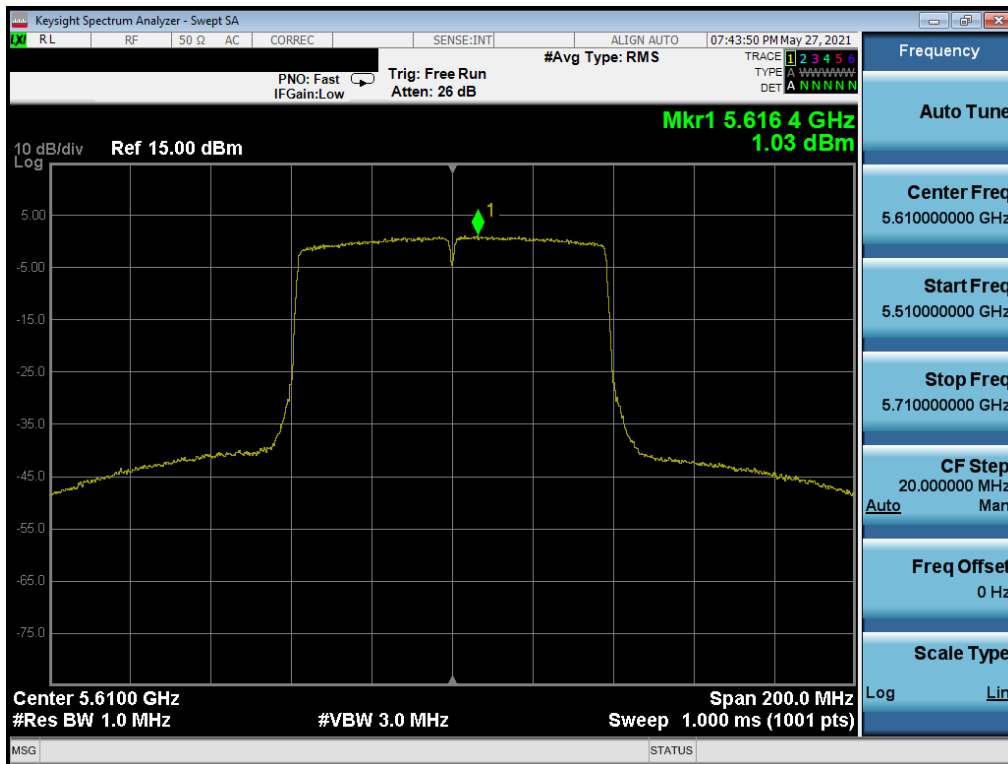 Keysight Spectrum Analyzer - Swept SA
LXI RL RF 50 Ω AC CORREC SENSE:INT ALIGN AUTO 07:43:50 PM May 27, 2021
#Avg Type: RMS
TRACE 1 2 3 4 5 6
TYPE A WWWWW
DET A N N N N N
PNO: Fast
IFGain:Low
Trig: Free Run
Atten: 26 dB
Mkr1 5.616 4 GHz
1.03 dBm
10 dB/div Ref 15.00 dBm
Log
1
5.00
-5.00
-15.0
-25.0
-35.0
-45.0
-55.0
-65.0
-75.0
Center 5.6100 GHz Span 200.0 MHz
#Res BW 1.0 MHz #VBW 3.0 MHz Sweep 1.000 ms (1001 pts)
MSG STATUS
Frequency
Auto Tune
Center Freq
5.610000000 GHz
Start Freq
5.510000000 GHz
Stop Freq
5.710000000 GHz
CF Step
20.000000 MHz
Auto Man
Freq Offset
0 Hz
Scale Type
Log Lin